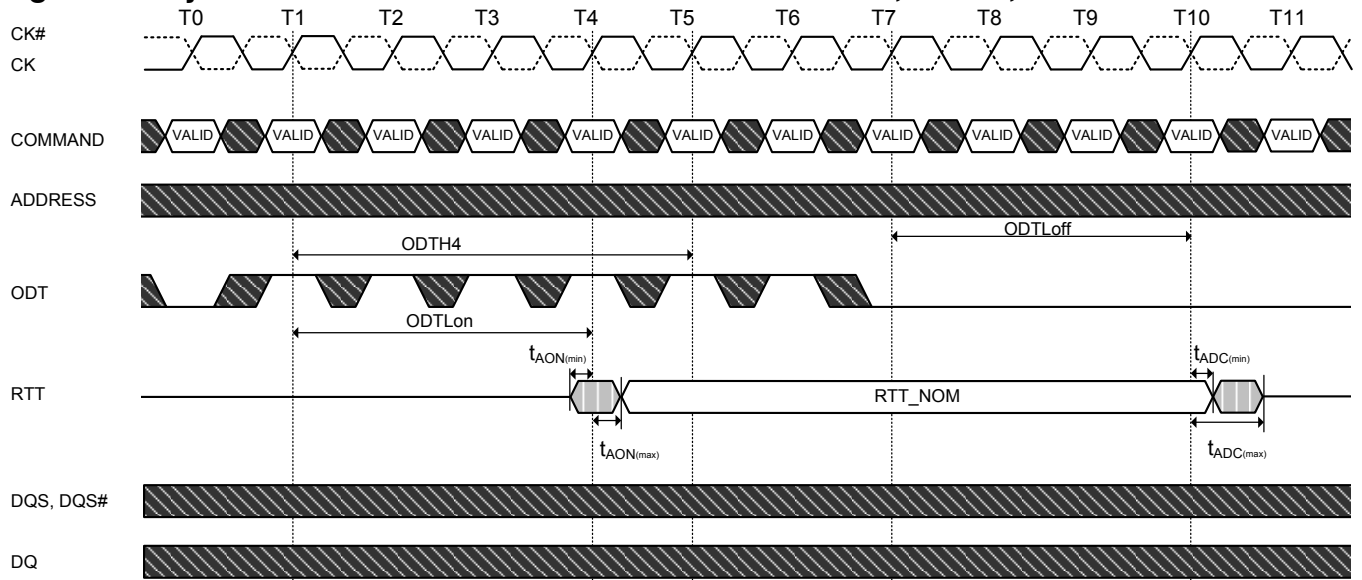 T0 T1 T2 T3 T4 T5 T6 T7 T8 T9 T10 T11
CK#
CK
COMMAND VALID VALID VALID VALID VALID VALID VALID VALID VALID VALID VALID VALID
ADDRESS
ODTLoff
ODTH4
ODT
ODTLon
tAON(min) tADC(min)
RTT RTT_NOM
tAON(max) tADC(max)
DQS, DQS#
DQ